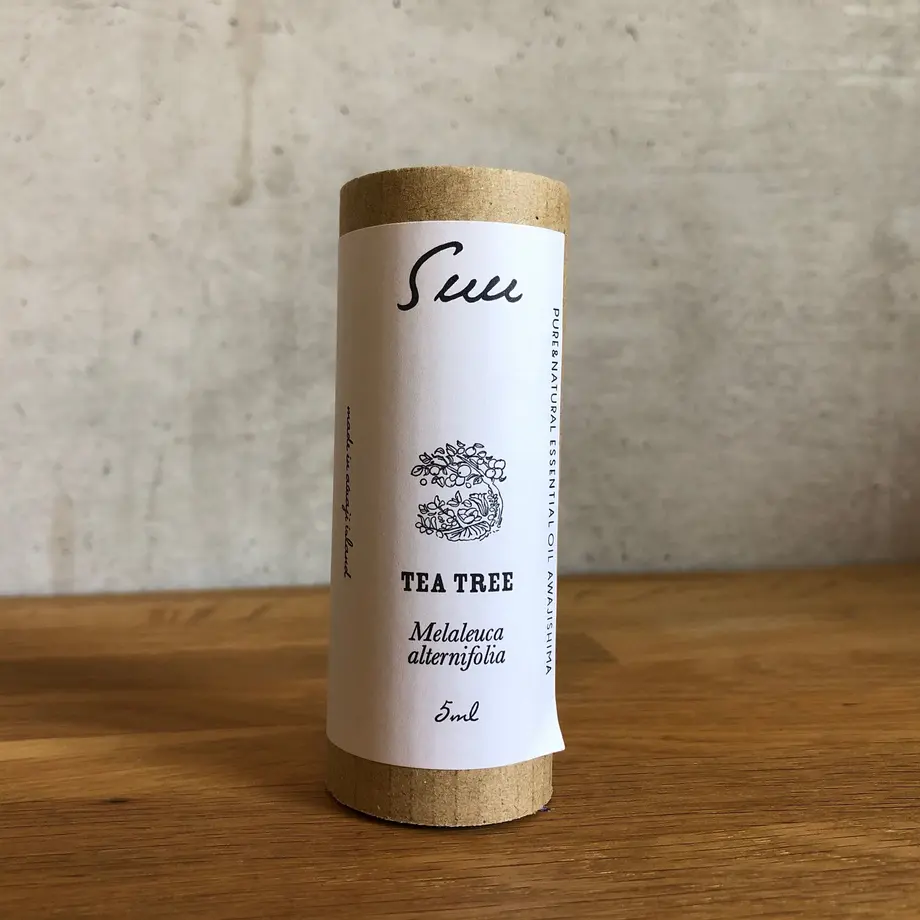 Suu
TEA TREE
Melaleuca
alternifolia
5ml
made in awaji island
PURE&NATURAL ESSENTIAL OIL AWAJISHIMA